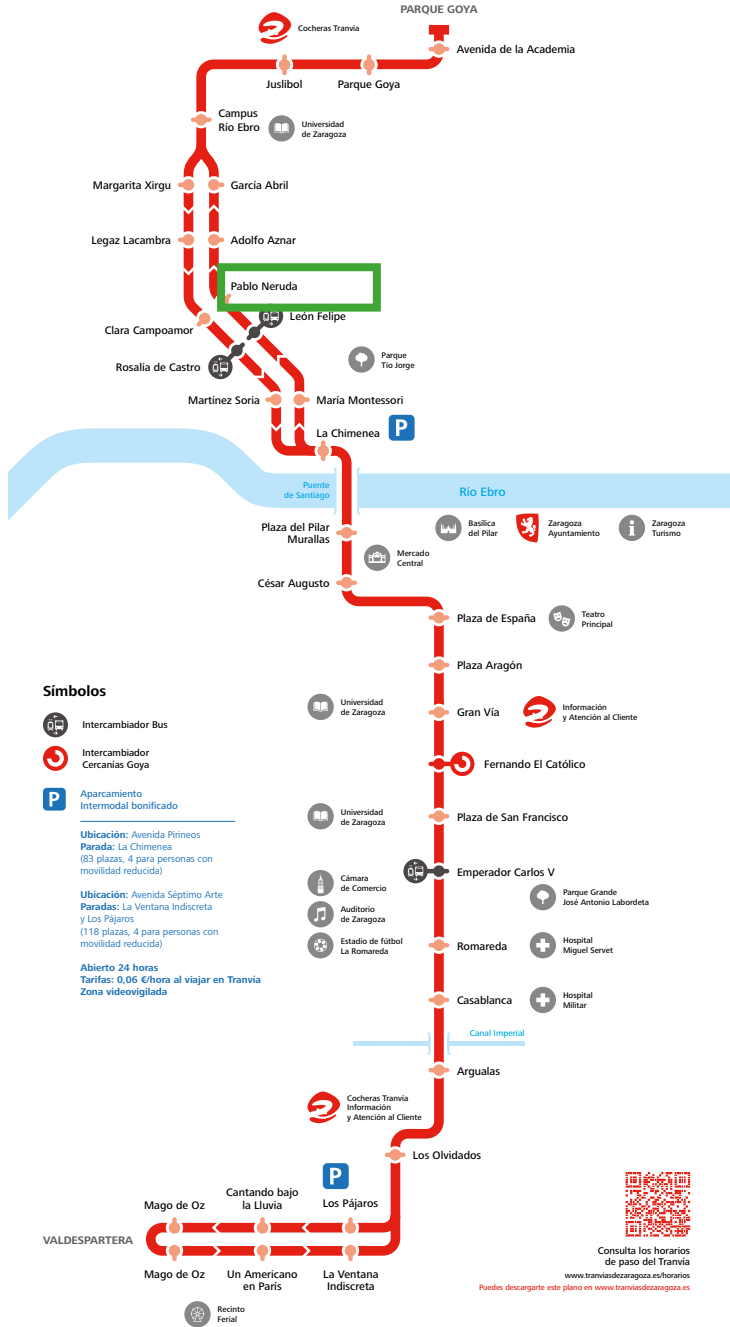 PARQUE GOYA
Cocheras Tranvía
Avenida de la Academia
Juslibol
Parque Goya
Campus
Río Ebro
Universidad
de Zaragoza
Margarita Xirgu
García Abril
Legaz Lacambra
Adolfo Aznar
Pablo Neruda
León Felipe
Clara Campoamor
Rosalía de Castro
Parque
Tío Jorge
Martínez Soria
María Montessori
La Chimenea
P
Puente
de Santiago
Río Ebro
Plaza del Pilar
Murallas
Basílica
del Pilar
Zaragoza
Ayuntamiento
Zaragoza
Turismo
Mercado
Central
César Augusto
Plaza de España
Teatro
Principal
Plaza Aragón
Universidad
de Zaragoza
Gran Vía
Información
y Atención al Cliente
Fernando El Católico
Universidad
de Zaragoza
Plaza de San Francisco
Emperador Carlos V
Cámara
de Comercio
Parque Grande
José Antonio Labordeta
Auditorio
de Zaragoza
Estadio de fútbol
La Romareda
Romareda
Hospital
Miguel Servet
Casablanca
Hospital
Militar
Canal Imperial
Argualas
Cocheras Tranvía
Información
y Atención al Cliente
Los Olvidados
P
Mago de Oz
Cantando bajo
la Lluvia
Los Pájaros
VALDESPARTERA
Mago de Oz
Un Americano
en París
La Ventana
Indiscreta
Recinto
Ferial
Símbolos
Intercambiador Bus
Intercambiador
Cercanías Goya
P
Aparcamiento
Intermodal bonificado
Ubicación: Avenida Pirineos
Parada: La Chimenea
(83 plazas, 4 para personas con
movilidad reducida)
Ubicación: Avenida Séptimo Arte
Paradas: La Ventana Indiscreta
y Los Pájaros
(118 plazas, 4 para personas con
movilidad reducida)
Abierto 24 horas
Tarifas: 0,06 €/hora al viajar en Tranvía
Zona videovigilada
Consulta los horarios
de paso del Tranvía
www.tranviasdezaragoza.es/horarios
Puedes descargarte este plano en www.tranviasdezaragoza.es